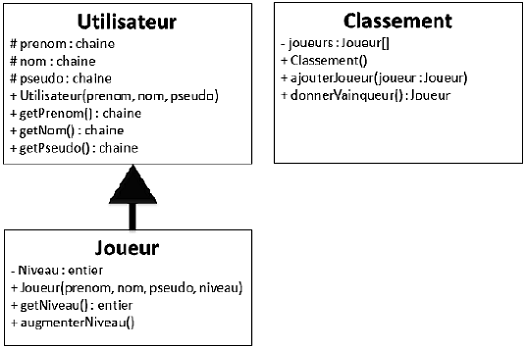 Utilisateur
# prenom : chaine
# nom : chaine
# pseudo : chaine
+ Utilisateur(prenom, nom, pseudo)
+ getPrenom() : chaine
+ getNom() : chaine
+ getPseudo() : chaine
Classement
- joueurs : Joueur[]
+ Classement()
+ ajouterJoueur(joueur : Joueur)
+ donnerVainqueur() : Joueur
Joueur
- Niveau : entier
+ Joueur(prenom, nom, pseudo, niveau)
+ getNiveau() : entier
+ augmenterNiveau()